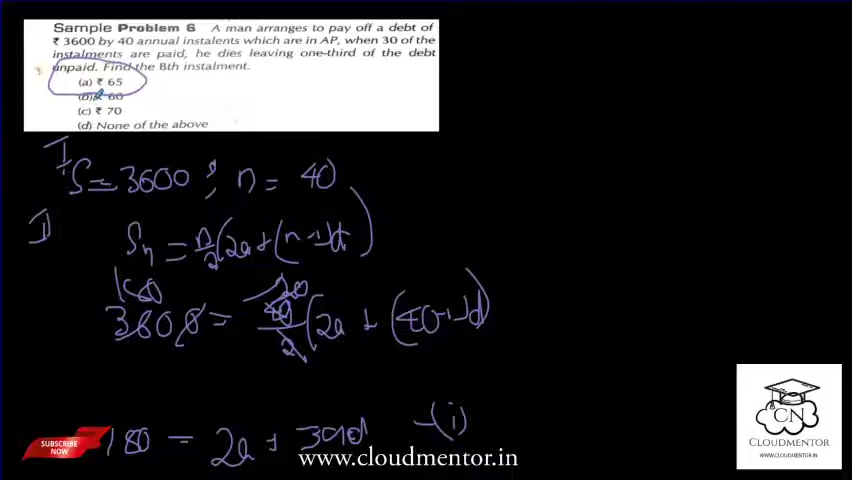 Sample Problem 6 A man arranges to pay off a debt of
₹ 3600 by 40 annual instalents which are in AP, when 30 of the
instalments are paid, he dies leaving one-third of the debt
unpaid. Find the 8th instalment.
(a) ₹ 65
(b) ₹ 60
(c) ₹ 70
(d) None of the above
I
S = 3600 ; n = 40
II
Sn = n/2 (2a + (n-1)d)
180
3600 = 40/2 (2a + (40-1)d)
20
180 = 2a + 39d -(i)
SUBSCRIBE
NOW
www.cloudmentor.in
CN
CLOUDMENTOR
WWW.CLOUDMENTOR.IN